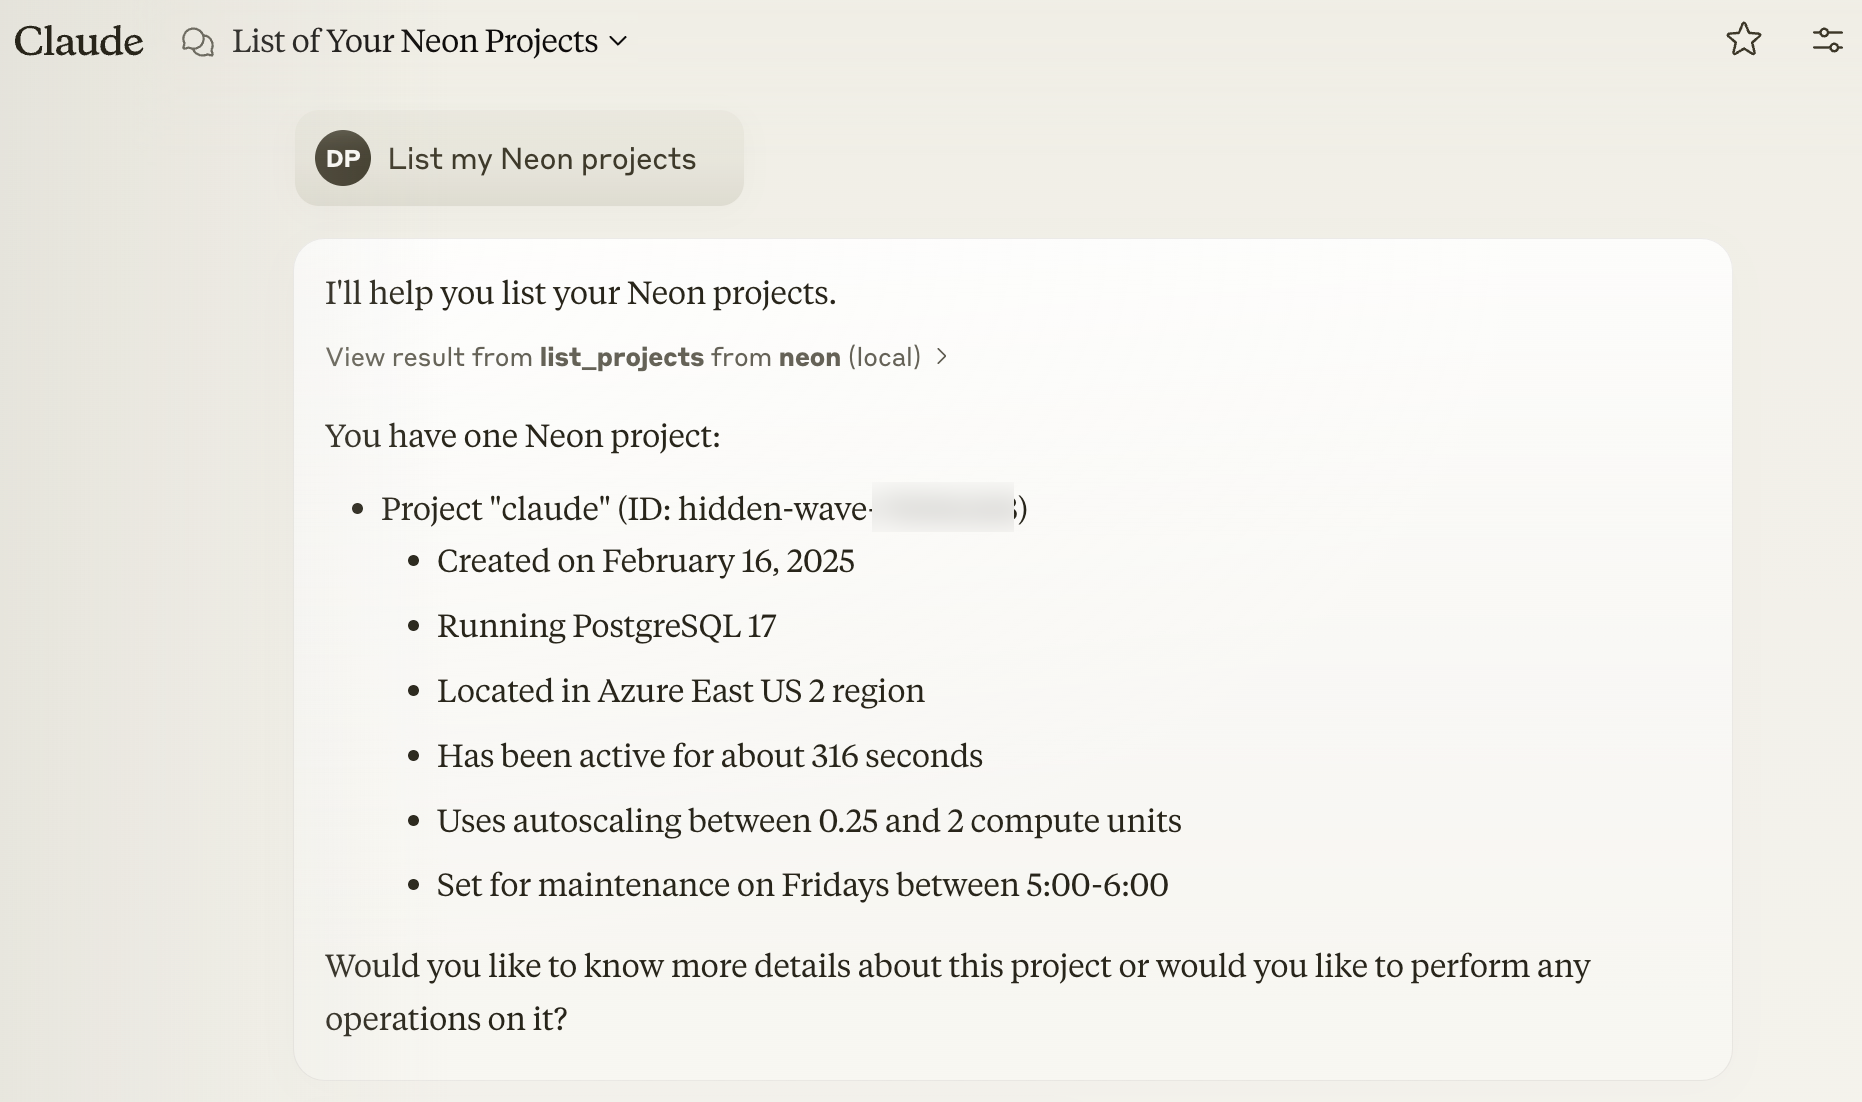 Claude
List of Your Neon Projects
DP
List my Neon projects
I'll help you list your Neon projects.
View result from list_projects from neon (local)
You have one Neon project:
• Project "claude" (ID: hidden-wave- )
• Created on February 16, 2025
• Running PostgreSQL 17
• Located in Azure East US 2 region
• Has been active for about 316 seconds
• Uses autoscaling between 0.25 and 2 compute units
• Set for maintenance on Fridays between 5:00-6:00
Would you like to know more details about this project or would you like to perform any
operations on it?